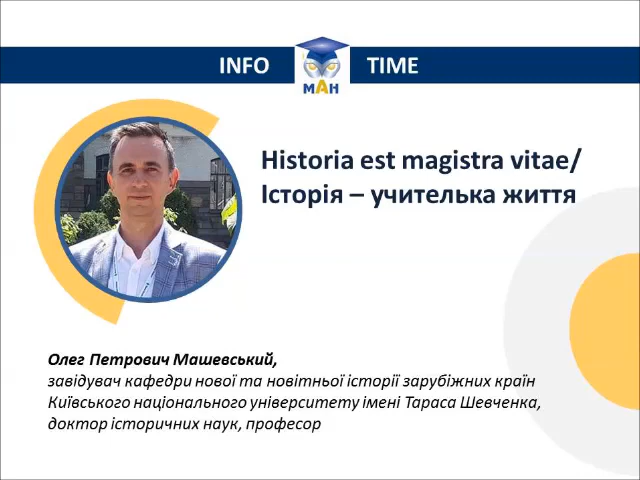 INFO
МАН
TIME
Historia est magistra vitae/
Історія – учителька життя
Олег Петрович Машевський,
завідувач кафедри нової та новітньої історії зарубіжних країн
Київського національного університету імені Тараса Шевченка,
доктор історичних наук, професор